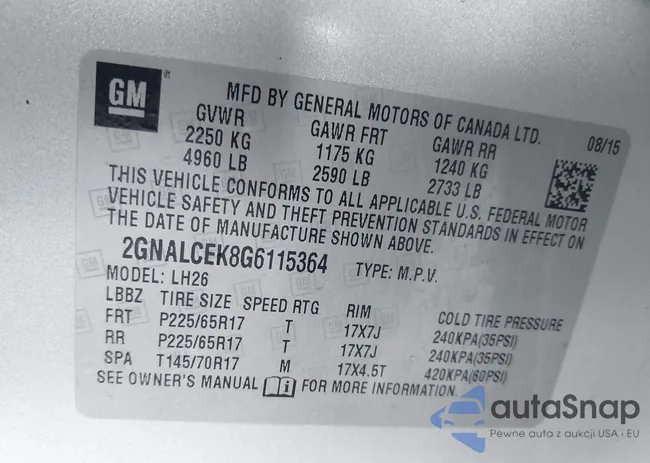 GM
®
MFD BY GENERAL MOTORS OF CANADA LTD.
08/15
GVWR GAWR FRT GAWR RR
2250 KG 1175 KG 1240 KG
4960 LB 2590 LB 2733 LB
THIS VEHICLE CONFORMS TO ALL APPLICABLE U.S. FEDERAL MOTOR
VEHICLE SAFETY AND THEFT PREVENTION STANDARDS IN EFFECT ON
THE DATE OF MANUFACTURE SHOWN ABOVE.
2GNALCEK8G6115364 TYPE: M.P.V.
MODEL: LH26
LBBZ TIRE SIZE SPEED RTG RIM COLD TIRE PRESSURE
FRT P225/65R17 T 17X7J 240KPA(35PSI)
RR P225/65R17 T 17X7J 240KPA(35PSI)
SPA T145/70R17 M 17X4.5T 420KPA(60PSI)
SEE OWNER'S MANUAL i FOR MORE INFORMATION.
autaSnap
Pewne auta z aukcji USA i EU